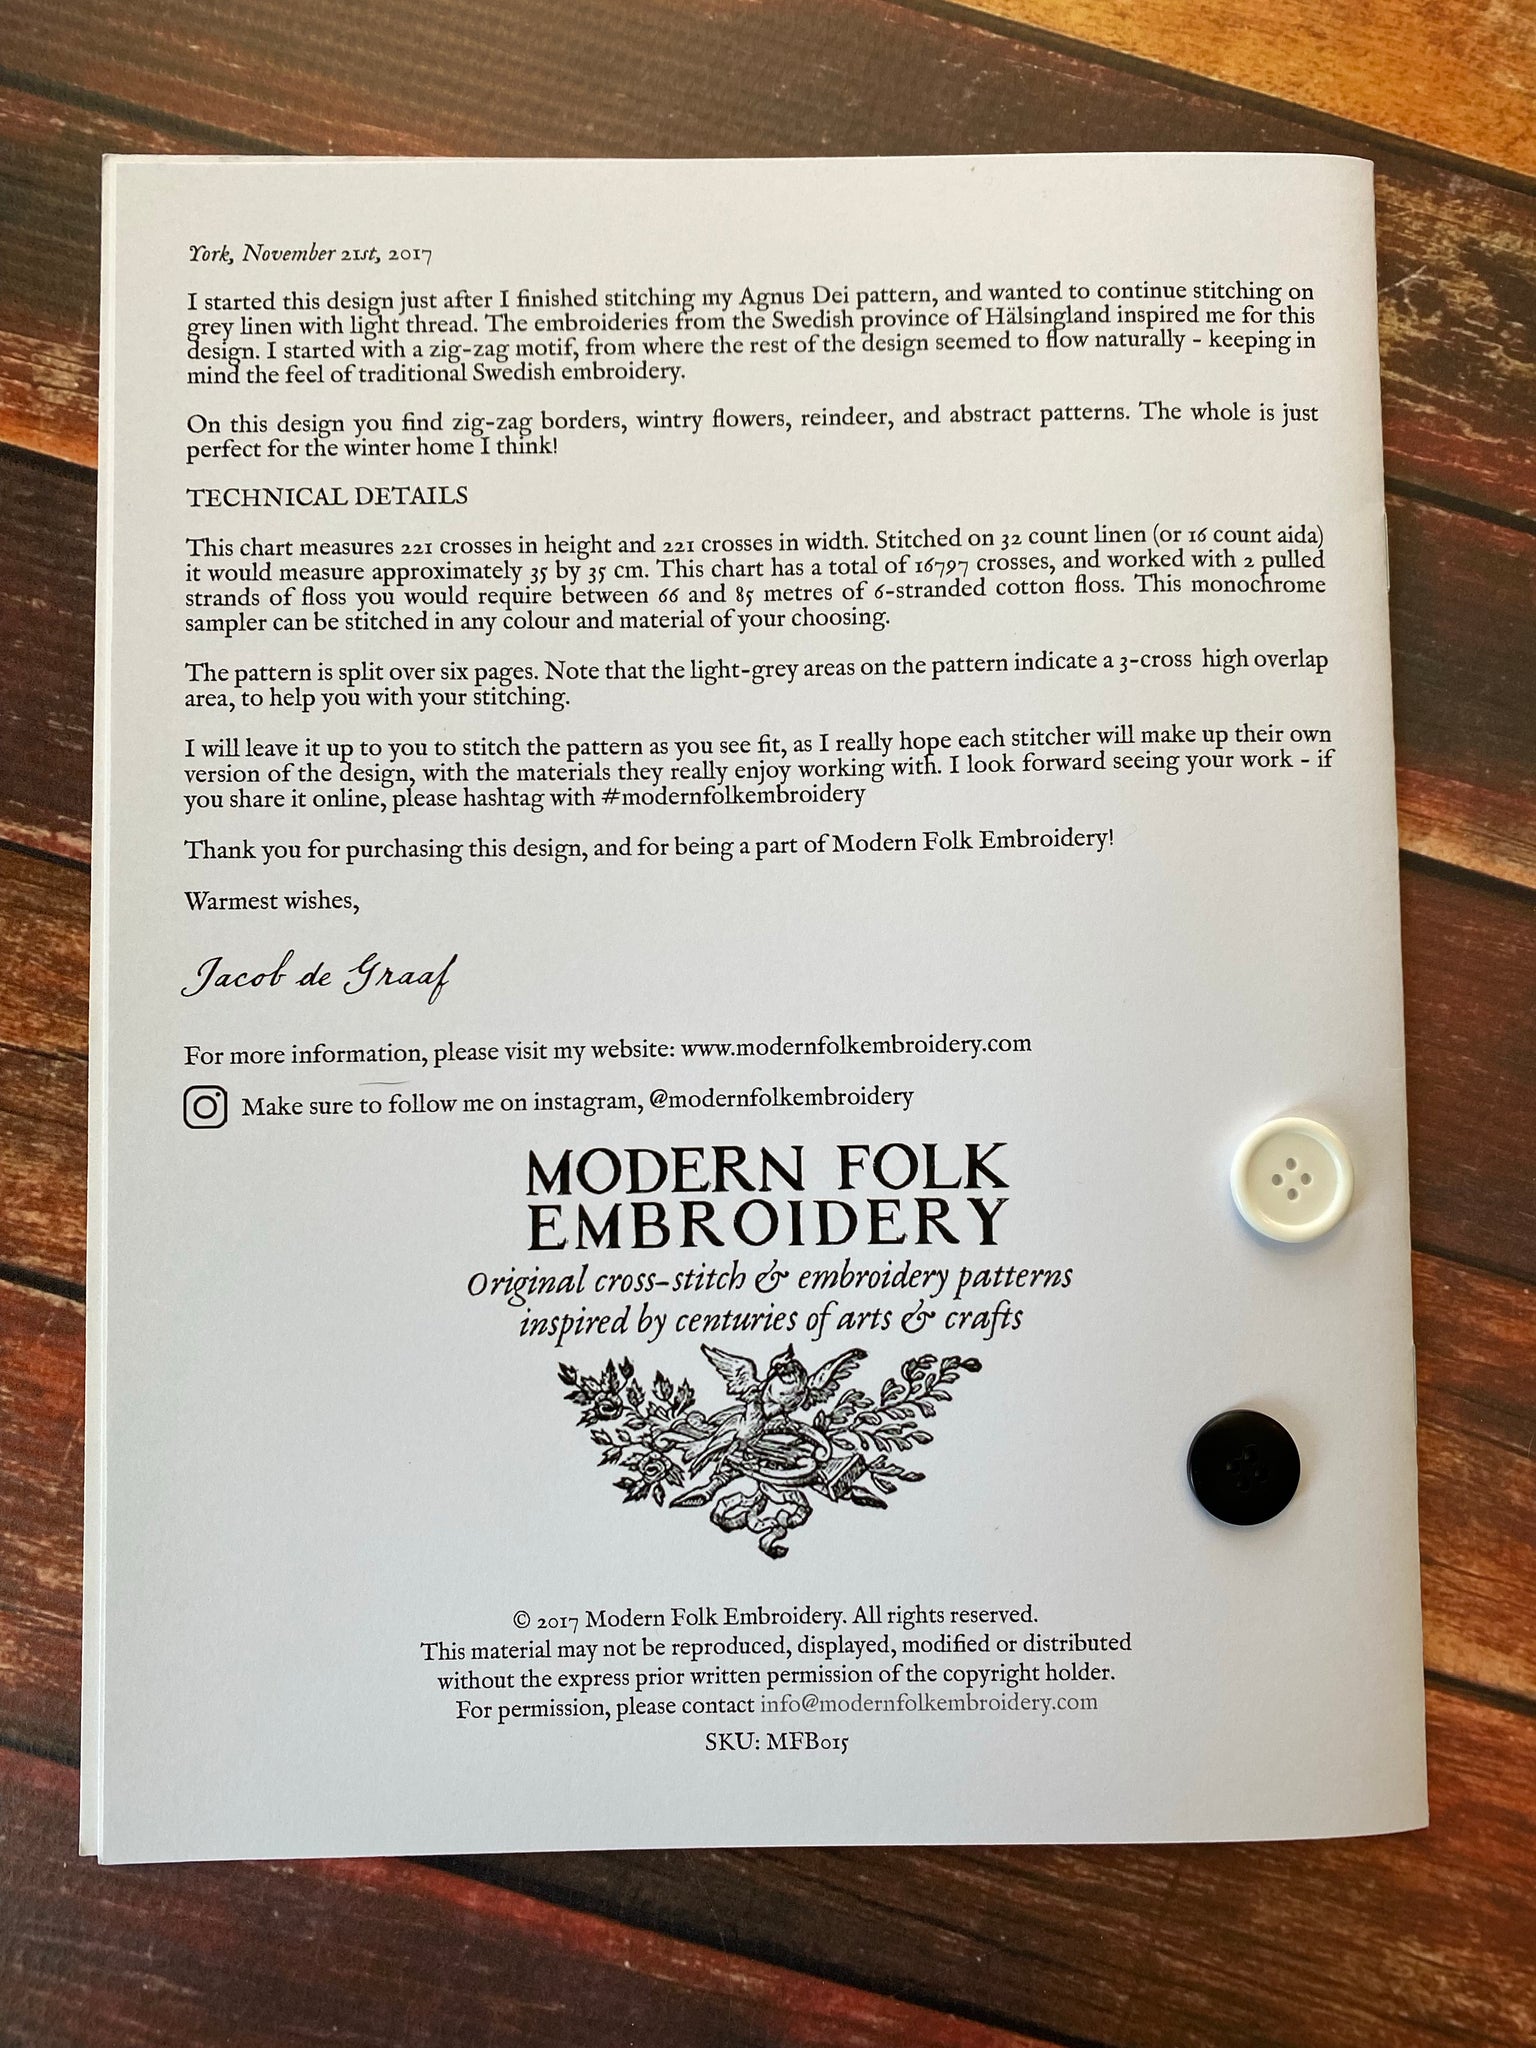 York, November 21st, 2017
I started this design just after I finished stitching my Agnus Dei pattern, and wanted to continue stitching on
grey linen with light thread. The embroideries from the Swedish province of Hälsingland inspired me for this
design. I started with a zig-zag motif, from where the rest of the design seemed to flow naturally - keeping in
mind the feel of traditional Swedish embroidery.
On this design you find zig-zag borders, wintry flowers, reindeer, and abstract patterns. The whole is just
perfect for the winter home I think!
TECHNICAL DETAILS
This chart measures 221 crosses in height and 221 crosses in width. Stitched on 32 count linen (or 16 count aida)
it would measure approximately 35 by 35 cm. This chart has a total of 16797 crosses, and worked with 2 pulled
strands of floss you would require between 66 and 85 metres of 6-stranded cotton floss. This monochrome
sampler can be stitched in any colour and material of your choosing.
The pattern is split over six pages. Note that the light-grey areas on the pattern indicate a 3-cross high overlap
area, to help you with your stitching.
I will leave it up to you to stitch the pattern as you see fit, as I really hope each stitcher will make up their own
version of the design, with the materials they really enjoy working with. I look forward seeing your work - if
you share it online, please hashtag with #modernfolkembroidery
Thank you for purchasing this design, and for being a part of Modern Folk Embroidery!
Warmest wishes,
Jacob de Graaf
For more information, please visit my website: www.modernfolkembroidery.com
Make sure to follow me on instagram, @modernfolkembroidery
MODERN FOLK
EMBROIDERY
Original cross-stitch & embroidery patterns
inspired by centuries of arts & crafts
© 2017 Modern Folk Embroidery. All rights reserved.
This material may not be reproduced, displayed, modified or distributed
without the express prior written permission of the copyright holder.
For permission, please contact info@modernfolkembroidery.com
SKU: MFB015